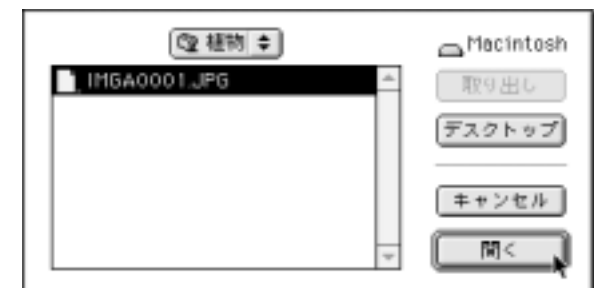 植物
Macintosh
IMGA0001.JPG
取り出し
デスクトップ
キャンセル
開く